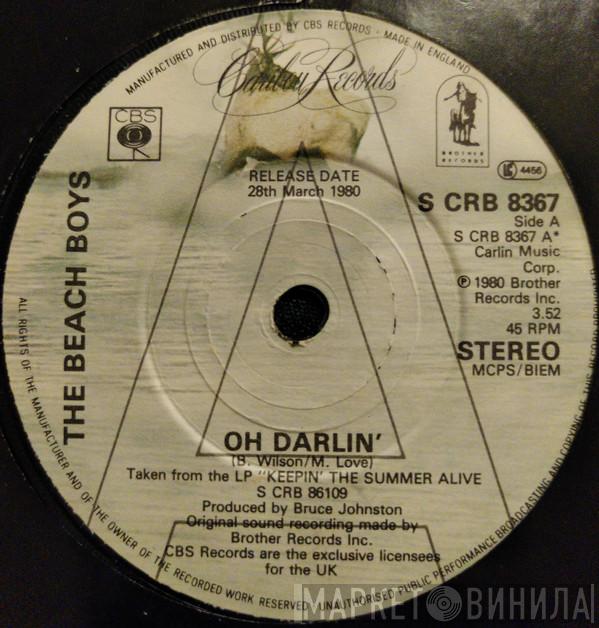 MANUFACTURED AND DISTRIBUTED BY CBS RECORDS - MADE IN ENGLAND
Caribou Records
CBS
BROTHER
RECORDS
LC 4456
RELEASE DATE
28th March 1980
S CRB 8367
Side A
S CRB 8367 A*
Carlin Music
Corp.
℗ 1980 Brother
Records Inc.
3.52
45 RPM
STEREO
MCPS/BIEM
THE BEACH BOYS
A
OH DARLIN'
(B. Wilson/M. Love)
Taken from the LP "KEEPIN' THE SUMMER ALIVE
S CRB 86109
Produced by Bruce Johnston
Original sound recording made by
Brother Records Inc.
CBS Records are the exclusive licensees
for the UK
ALL RIGHTS OF THE MANUFACTURER AND OF THE OWNER OF THE RECORDED WORK RESERVED - UNAUTHORISED PUBLIC PERFORMANCE BROADCASTING AND COPYING OF THIS
МАРКЕТ ВИНИЛА